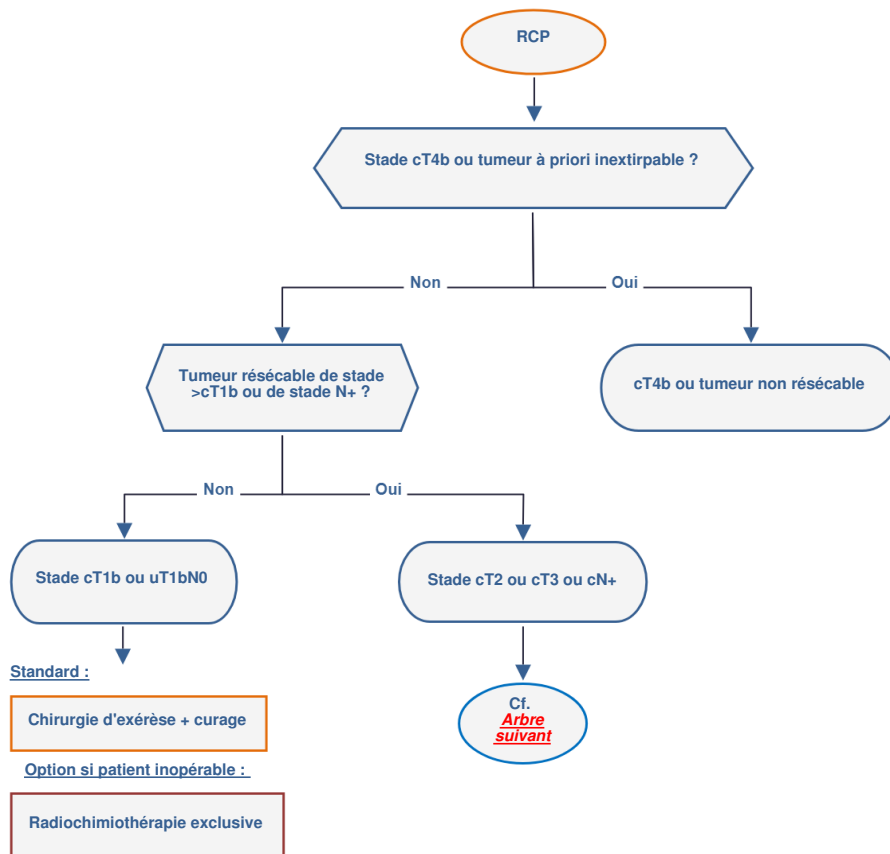 RCP
Stade cT4b ou tumeur à priori inextirpable ?
Non
Oui
Tumeur résécable de stade
>cT1b ou de stade N+ ?
cT4b ou tumeur non résécable
Non
Oui
Stade cT1b ou uT1bN0
Stade cT2 ou cT3 ou cN+
Standard :
Chirurgie d'exérèse + curage
Cf.
Arbre
suivant
Option si patient inopérable :
Radiochimiothérapie exclusive